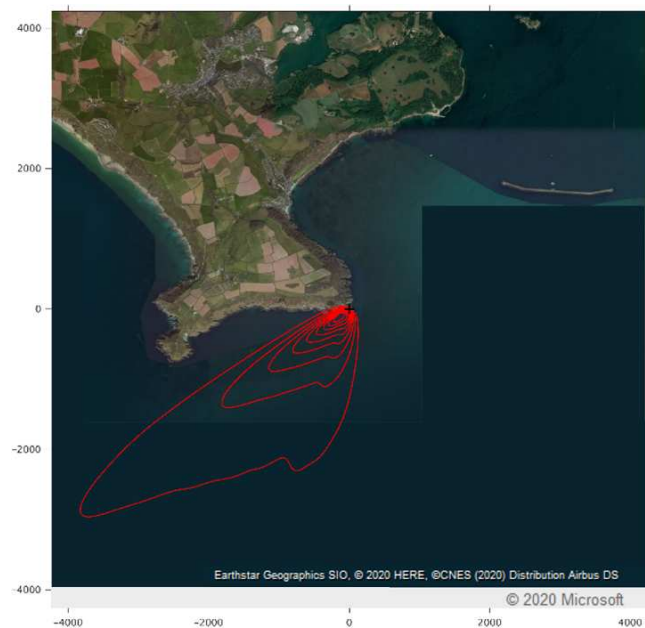 4000
2000
0
−2000
−4000
Earthstar Geographics SIO, © 2020 HERE, ©CNES (2020) Distribution Airbus DS
© 2020 Microsoft
−4000 −2000 0 2000 4000